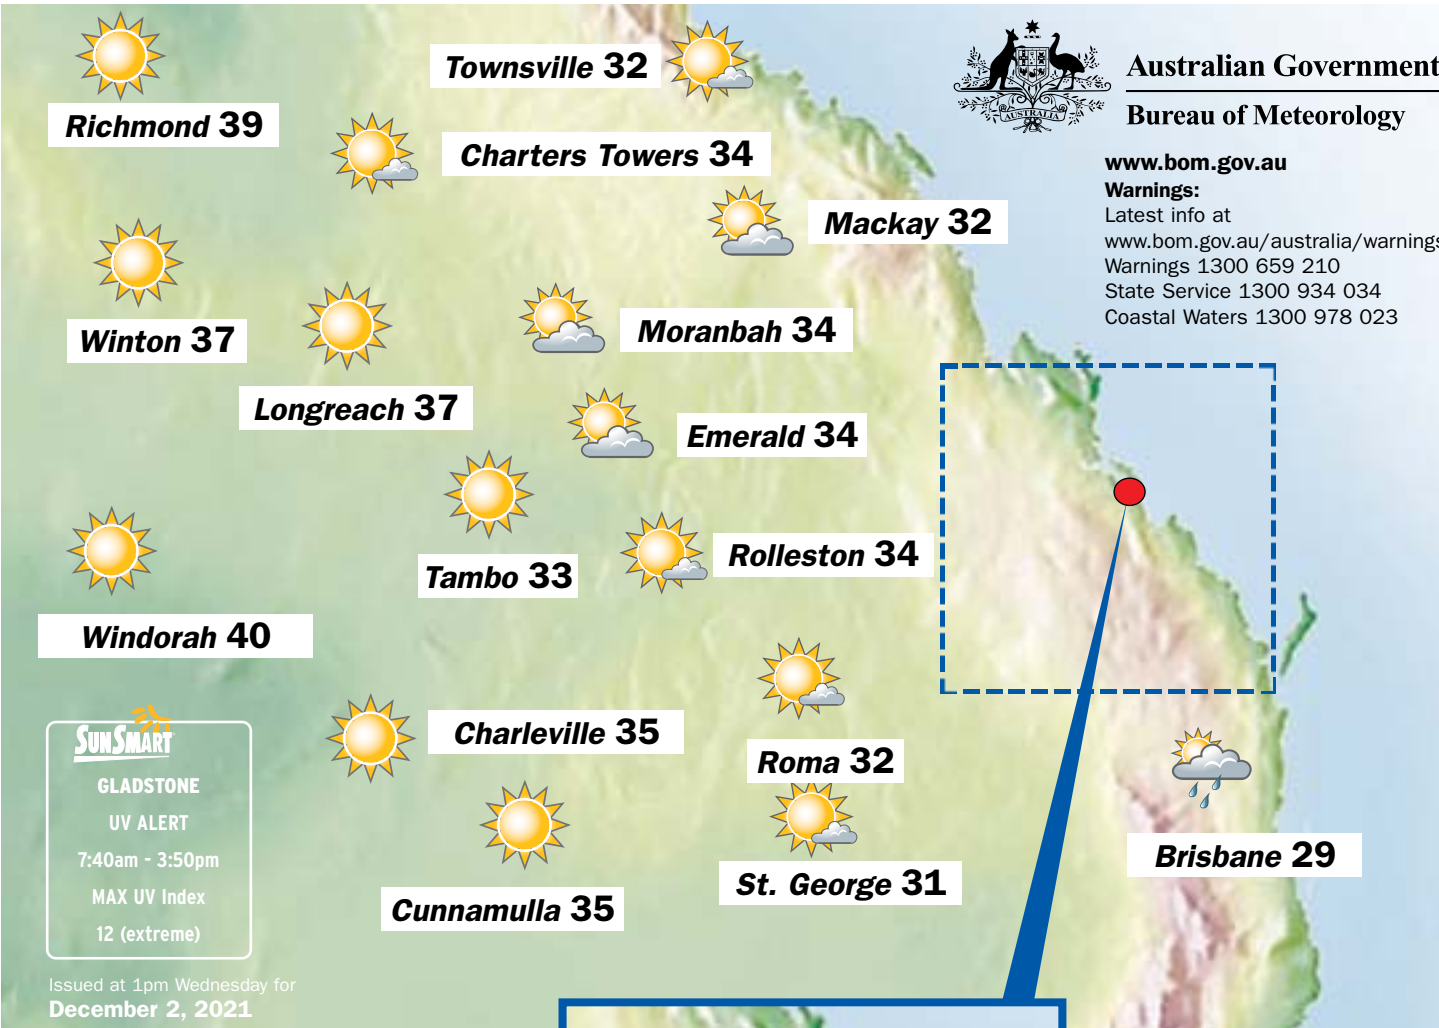 Richmond 39
Townsville 32
Charters Towers 34
Mackay 32
AUSTRALIA
Australian Government
Bureau of Meteorology
www.bom.gov.au
Warnings:
Latest info at
www.bom.gov.au/australia/warnings
Warnings 1300 659 210
State Service 1300 934 034
Coastal Waters 1300 978 023
Winton 37
Moranbah 34
Longreach 37
Emerald 34
Tambo 33
Rolleston 34
Windorah 40
Charleville 35
Roma 32
Brisbane 29
St. George 31
Cunnamulla 35
SUNSMART
GLADSTONE
UV ALERT
7:40am - 3:50pm
MAX UV Index
12 (extreme)
Issued at 1pm Wednesday for
December 2, 2021